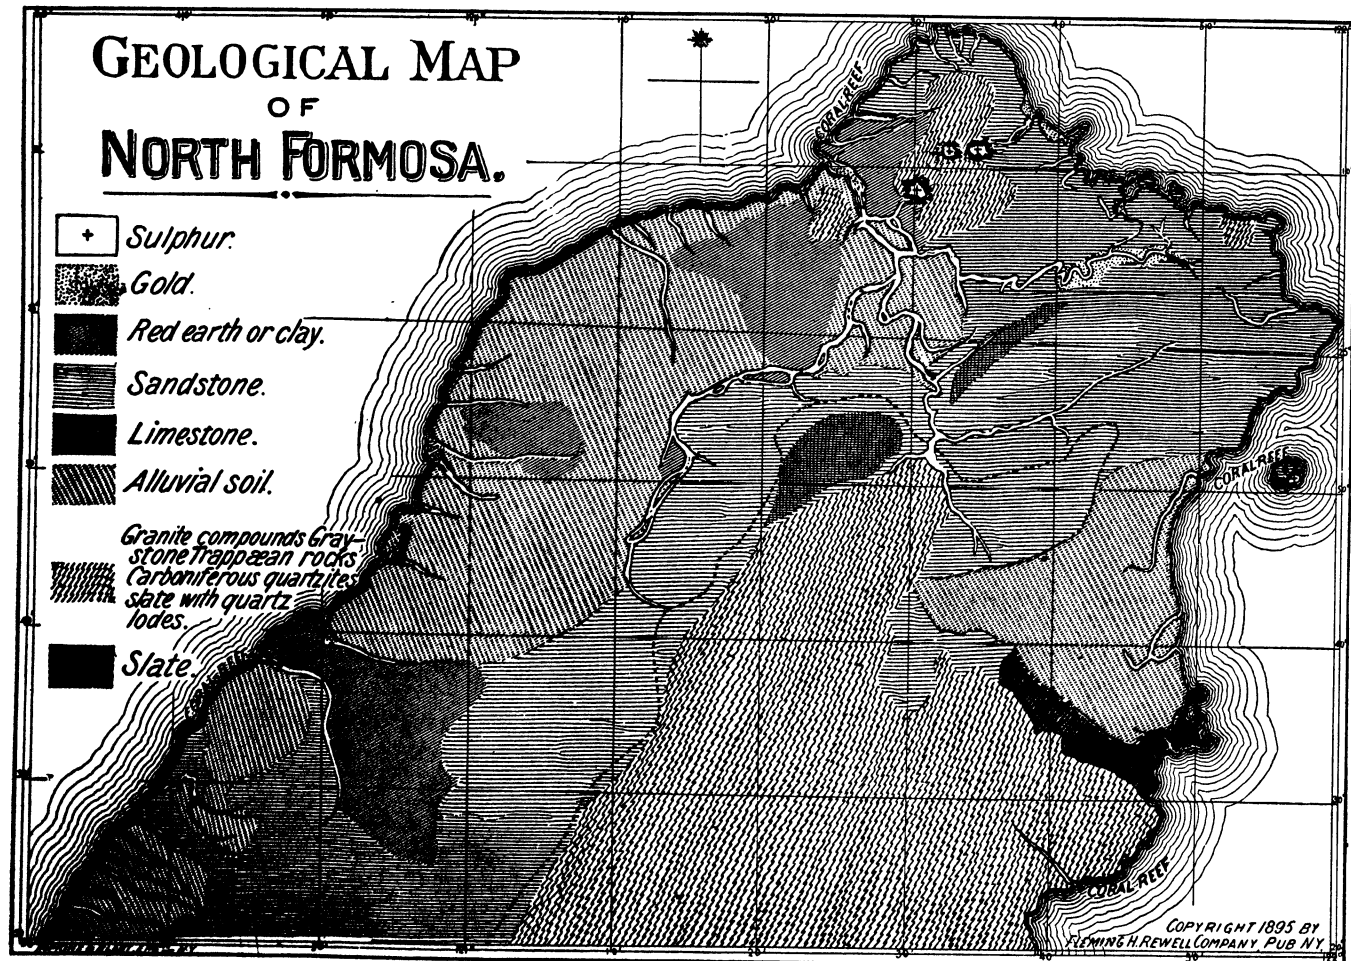 GEOLOGICAL MAP
OF
NORTH FORMOSA.
Sulphur.
Gold.
Red earth or clay.
Sandstone.
Limestone.
Alluvial soil.
Granite compounds Gray-
stone Trappæan rocks
Carboniferous quartzites
slate with quartz
lodes.
Slate.
CORAL REEF
CORAL REEF
CORAL REEF
COPYRIGHT 1895 BY
FLEMING H. REWELL COMPANY PUB NY